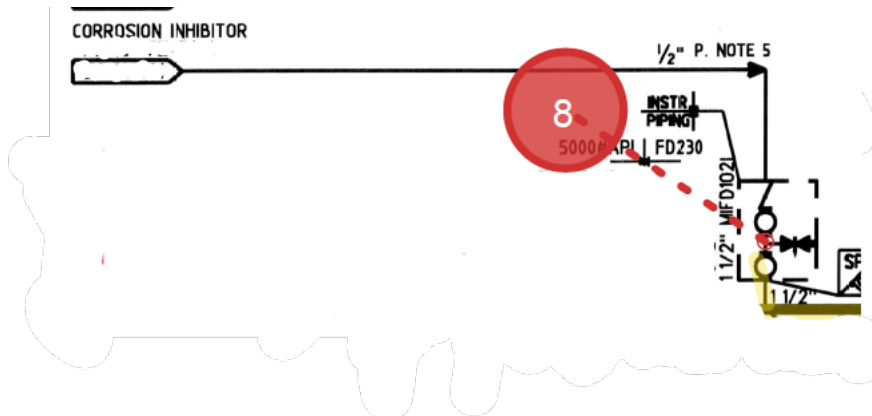 CORROSION INHIBITOR
1/2" P. NOTE 5
8
INSTR
PIPING
5000#API FD230
1 1/2" MIFD102L
SP
1 1/2"